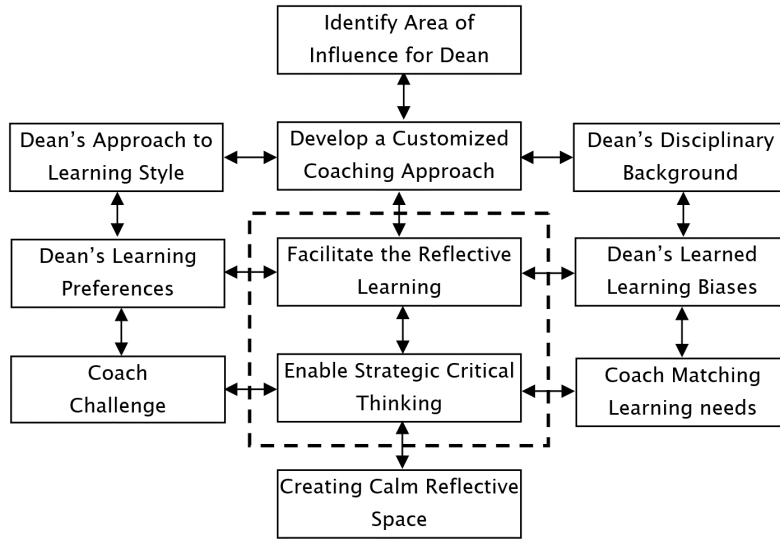 Identify Area of
Influence for Dean
Dean's Approach to
Learning Style
Develop a Customized
Coaching Approach
Dean's Disciplinary
Background
Dean's Learning
Preferences
Facilitate the Reflective
Learning
Dean's Learned
Learning Biases
Coach
Challenge
Enable Strategic Critical
Thinking
Coach Matching
Learning needs
Creating Calm Reflective
Space